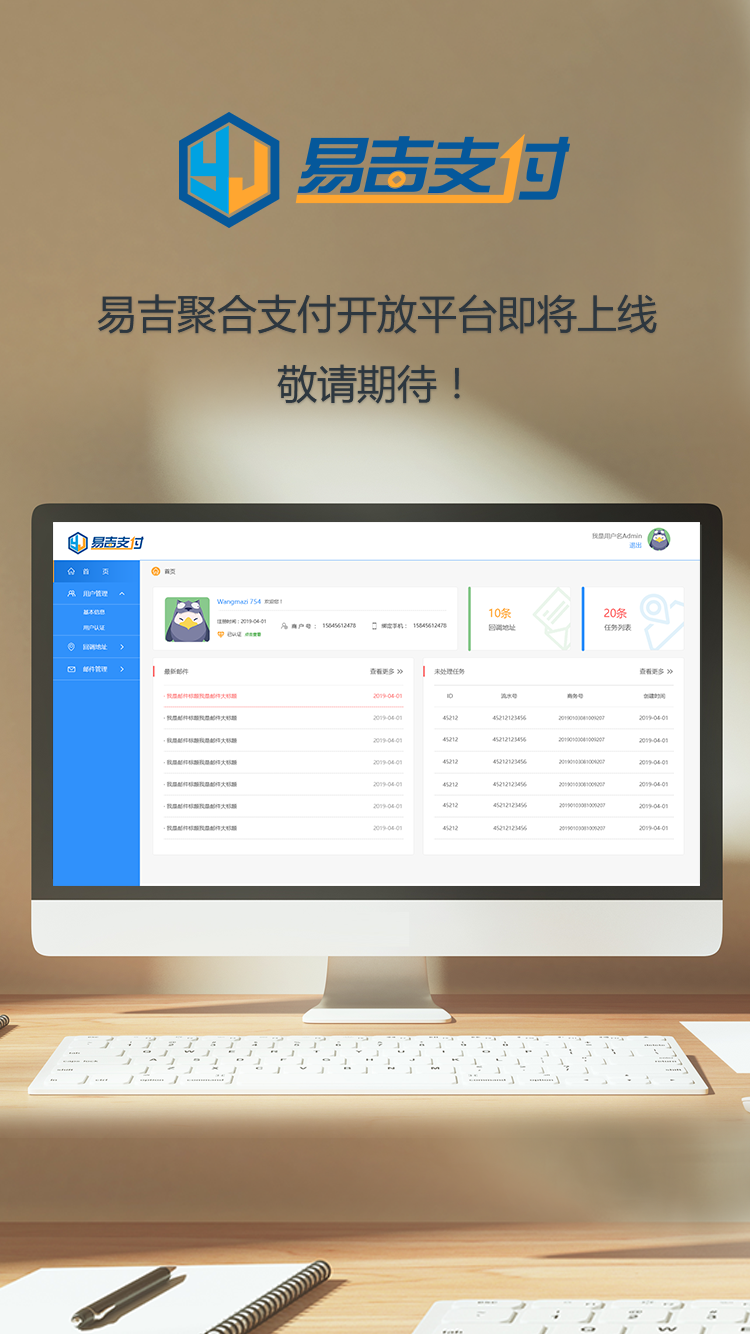 YJ 易吉支付
易吉聚合支付开放平台即将上线
敬请期待！
易吉支付
我是用户名Admin
退出
首 页
首页
用户管理
基本信息
用户认证
回调地址
邮件管理
Wangmazi 754 欢迎您！
注册时间：2019-04-01
已认证 点击查看
商 户 号 ： 15845612478
绑定手机： 15845612478
10条
回调地址
20条
任务列表
最新邮件 查看更多 >>
· 我是邮件标题我是邮件大标题 2019-04-01
· 我是邮件标题我是邮件大标题 2019-04-01
· 我是邮件标题我是邮件大标题 2019-04-01
· 我是邮件标题我是邮件大标题 2019-04-01
· 我是邮件标题我是邮件大标题 2019-04-01
· 我是邮件标题我是邮件大标题 2019-04-01
· 我是邮件标题我是邮件大标题 2019-04-01
未处理任务 查看更多 >>
ID 流水号 商务号 创建时间
45212 45212123456 20190103081009207 2019-04-01
45212 45212123456 20190103081009207 2019-04-01
45212 45212123456 20190103081009207 2019-04-01
45212 45212123456 20190103081009207 2019-04-01
45212 45212123456 20190103081009207 2019-04-01
45212 45212123456 20190103081009207 2019-04-01